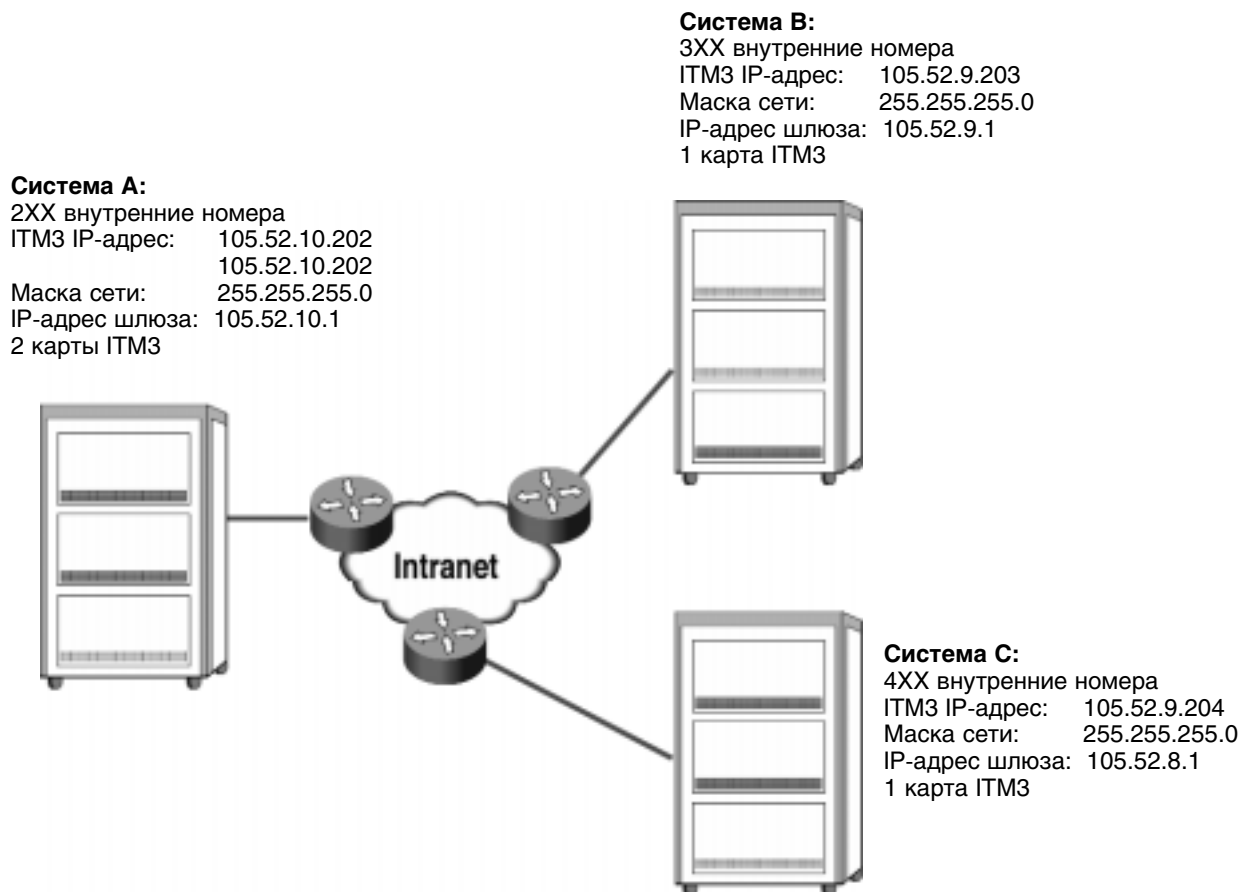 Система B:
3XX внутренние номера
ITM3 IP-адрес: 105.52.9.203
Маска сети: 255.255.255.0
IP-адрес шлюза: 105.52.9.1
1 карта ITM3
Система A:
2XX внутренние номера
ITM3 IP-адрес: 105.52.10.202
105.52.10.202
Маска сети: 255.255.255.0
IP-адрес шлюза: 105.52.10.1
2 карты ITM3
Intranet
Система C:
4XX внутренние номера
ITM3 IP-адрес: 105.52.9.204
Маска сети: 255.255.255.0
IP-адрес шлюза: 105.52.8.1
1 карта ITM3